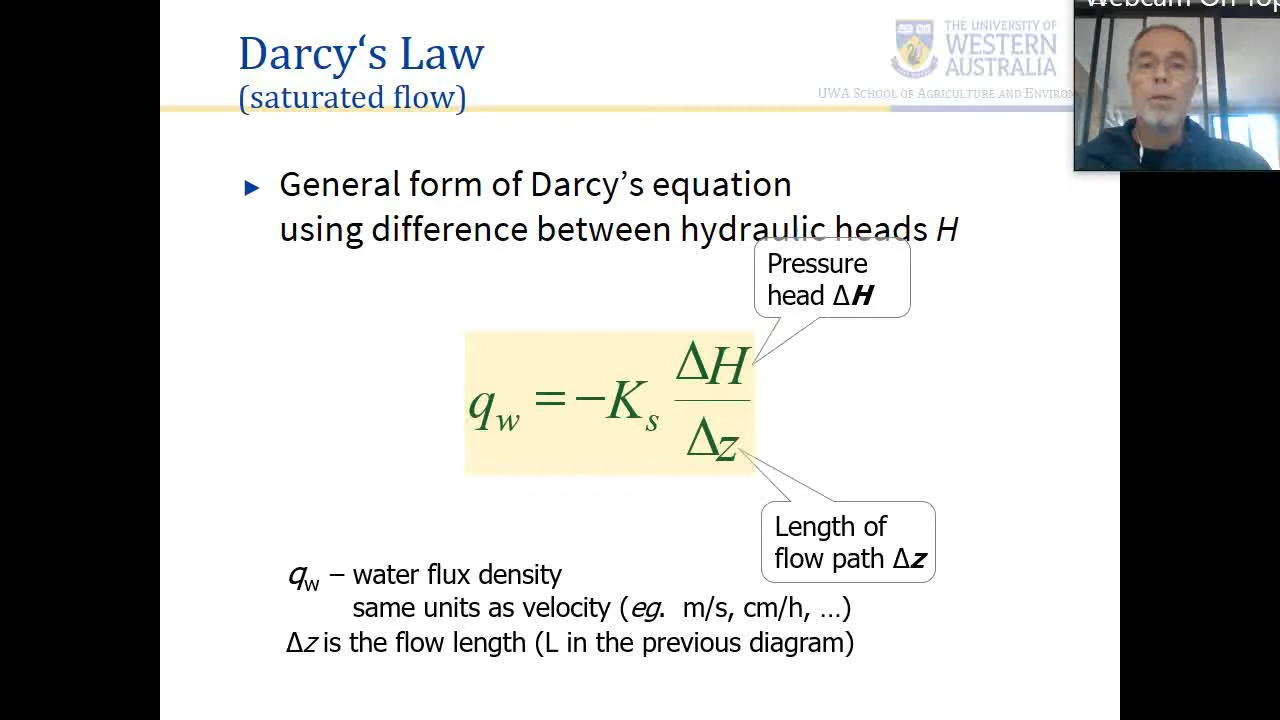 Webcam On Top
Darcy‘s Law
(saturated flow)
THE UNIVERSITY OF
WESTERN
AUSTRALIA
UWA SCHOOL OF AGRICULTURE AND ENVIRON
► General form of Darcy’s equation
using difference between hydraulic heads H
Pressure
head ΔH
q_w = −K_s ΔH/Δz
Length of
flow path Δz
q_w – water flux density
same units as velocity (eg. m/s, cm/h, …)
Δz is the flow length (L in the previous diagram)